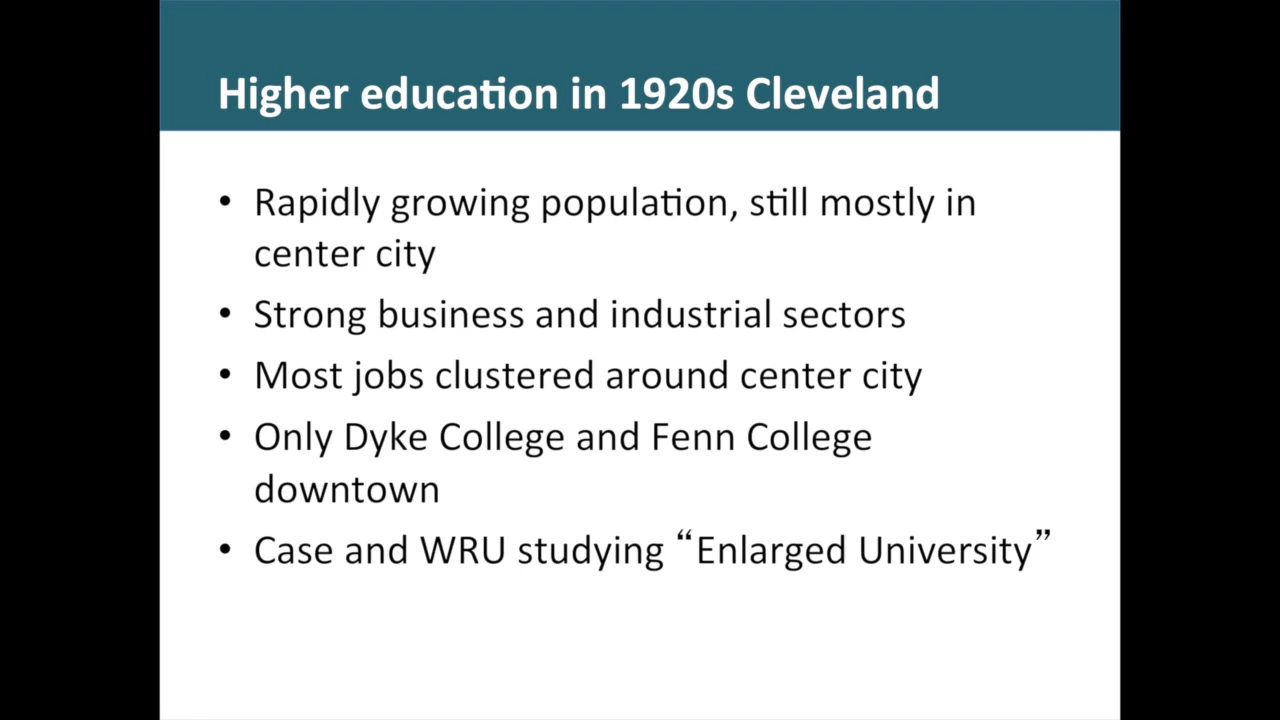 Higher education in 1920s Cleveland
• Rapidly growing population, still mostly in
center city
• Strong business and industrial sectors
• Most jobs clustered around center city
• Only Dyke College and Fenn College
downtown
• Case and WRU studying “Enlarged University”